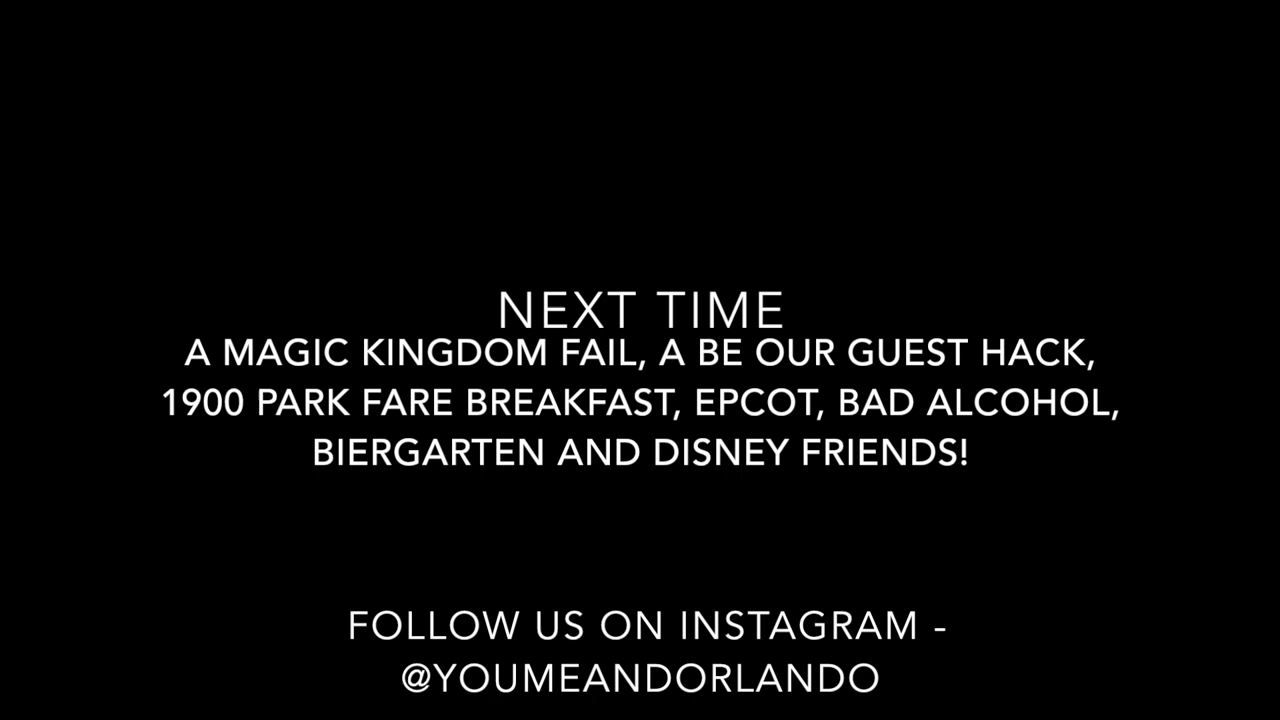 NEXT TIME
A MAGIC KINGDOM FAIL, A BE OUR GUEST HACK,
1900 PARK FARE BREAKFAST, EPCOT, BAD ALCOHOL,
BIERGARTEN AND DISNEY FRIENDS!
FOLLOW US ON INSTAGRAM -
@YOUMEANDORLANDO